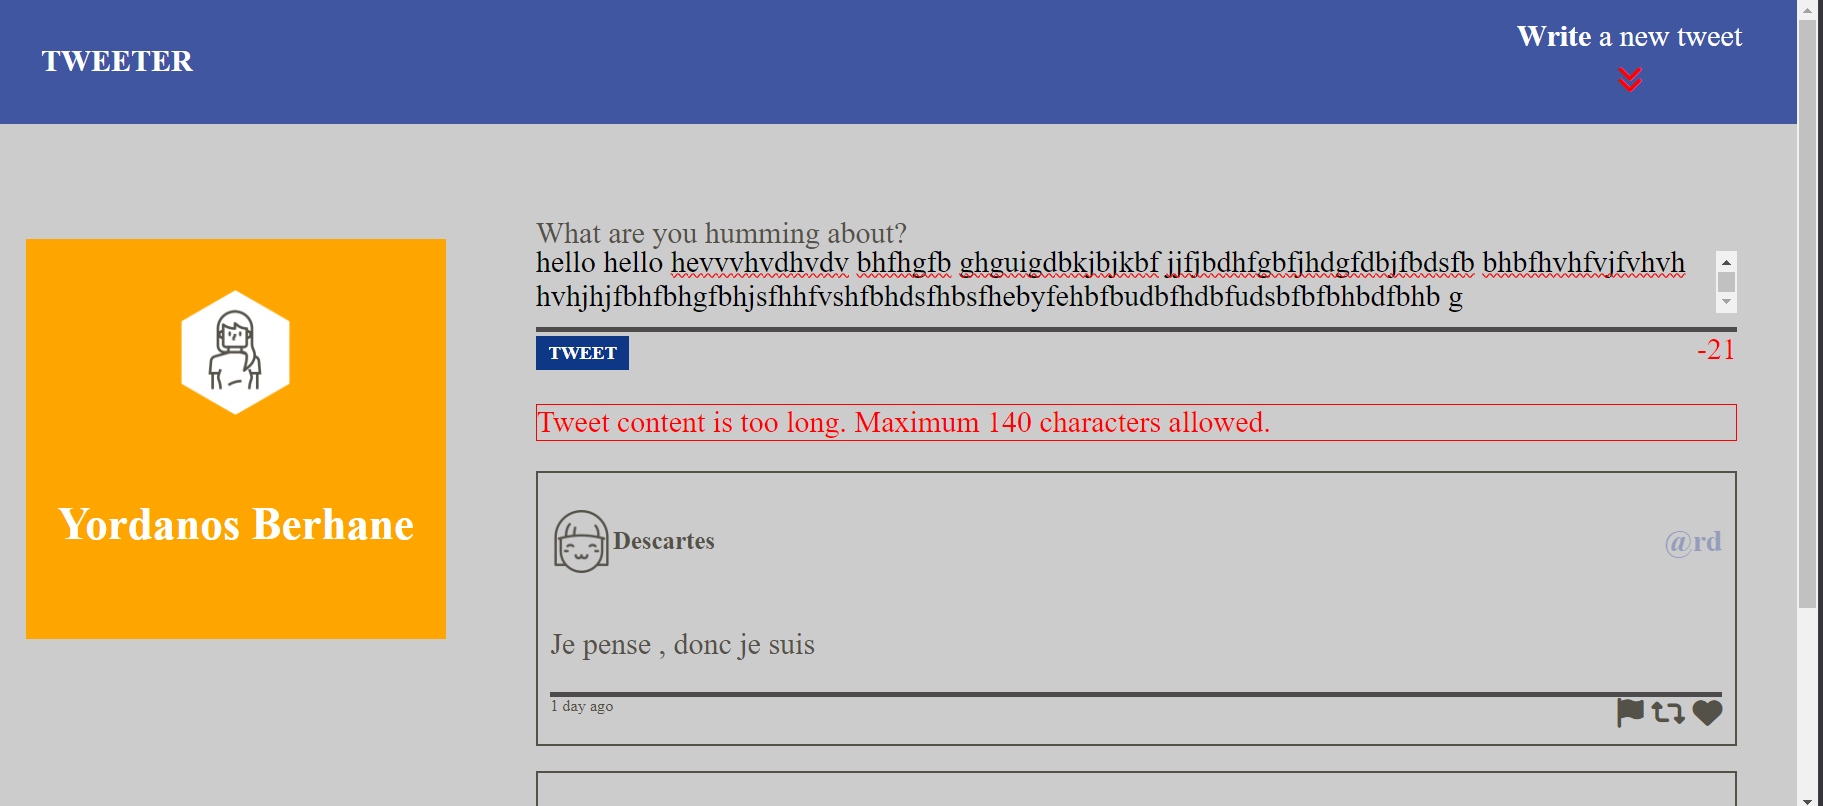 TWEETER
Write a new tweet
Yordanos Berhane
What are you humming about?
hello hello hevvvhvdhvdv bhfhgfb ghguigdbkjbjkbf jjfjbdhfgbfjhdgfdbjfbdsfb bhbfhvhfvjfvhvh
hvhjhjfbhfbhgfbhjsfhhfvshfbhdsfhbsfhebyfehbfbudbfhdbfudsbfbfbhbdfbhb g
TWEET
-21
Tweet content is too long. Maximum 140 characters allowed.
Descartes
@rd
Je pense , donc je suis
1 day ago